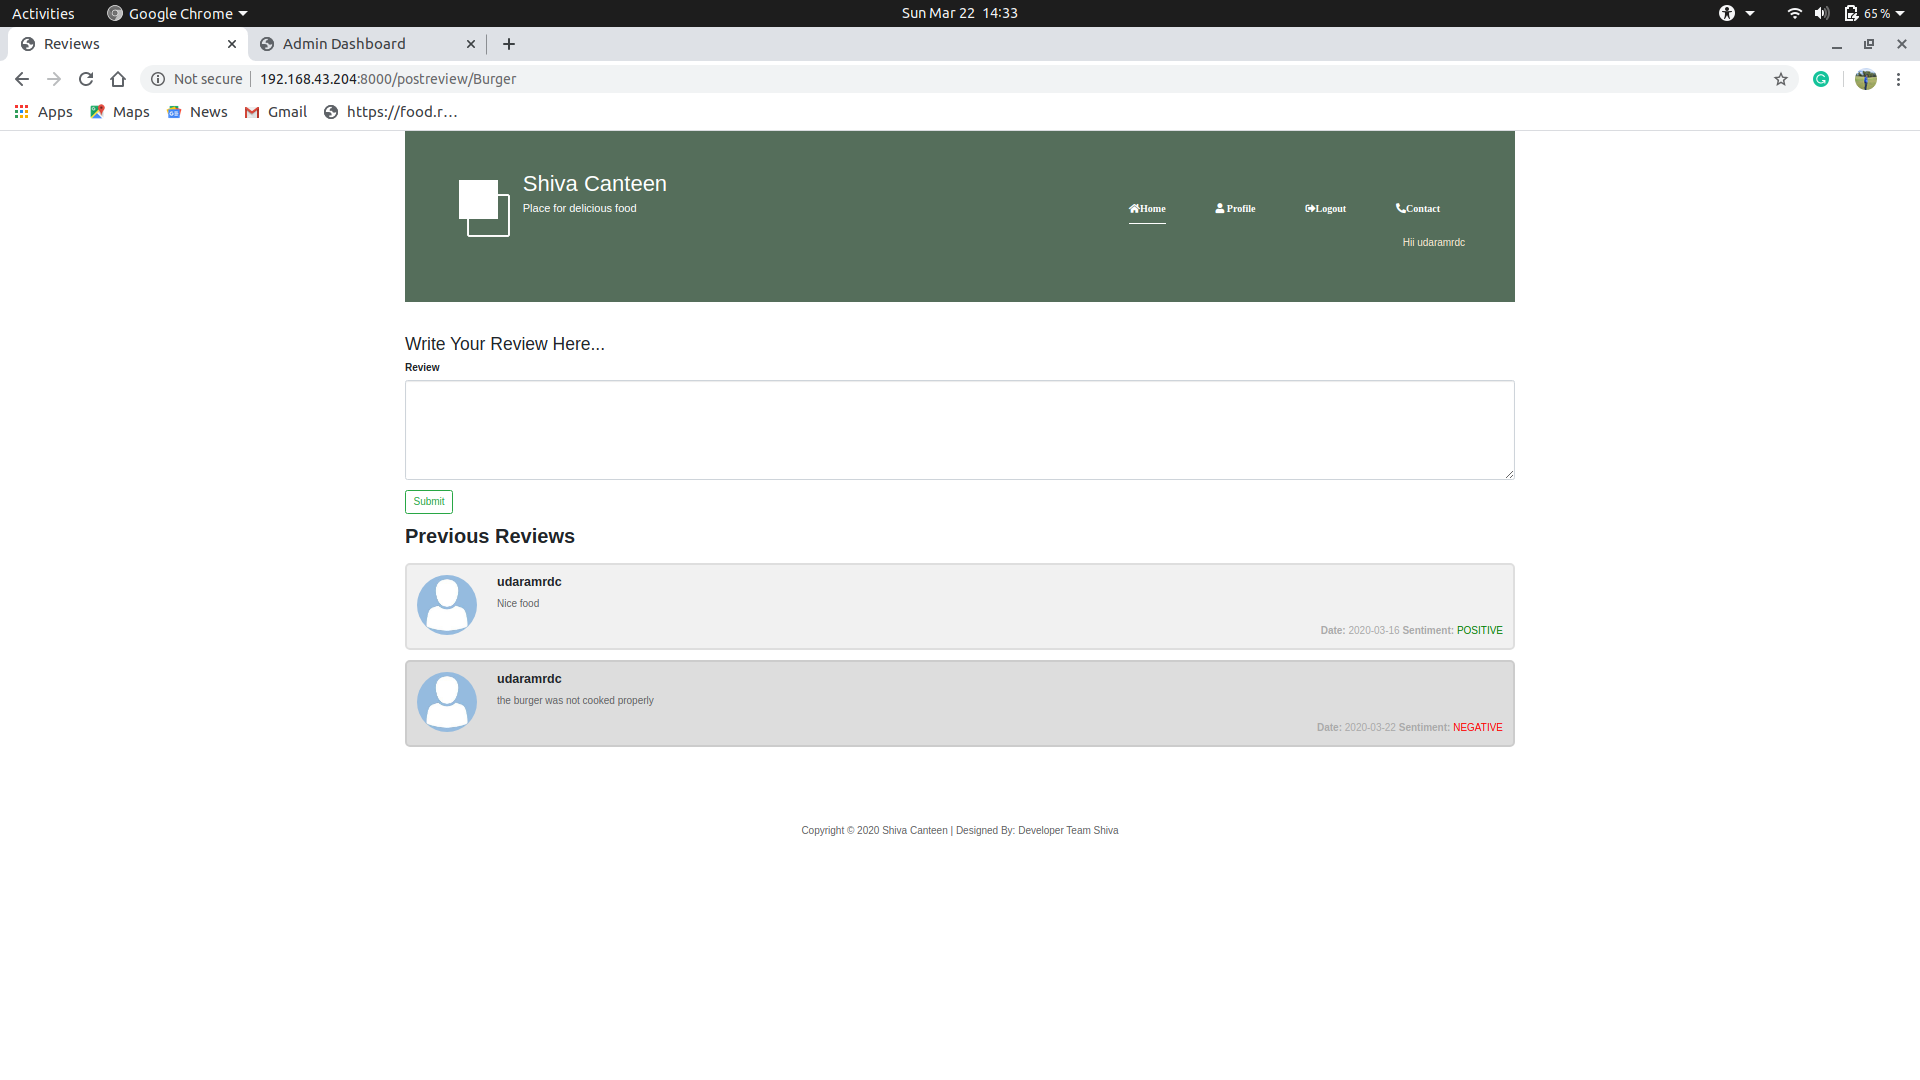 Activities Google Chrome Sun Mar 22 14:33 65 %
Reviews Admin Dashboard
Not secure 192.168.43.204:8000/postreview/Burger
Apps Maps News Gmail https://food.r...
Shiva Canteen
Place for delicious food
Home Profile Logout Contact
Hii udaramrdc
Write Your Review Here...
Review
Submit
Previous Reviews
udaramrdc
Nice food
Date: 2020-03-16 Sentiment: POSITIVE
udaramrdc
the burger was not cooked properly
Date: 2020-03-22 Sentiment: NEGATIVE
Copyright © 2020 Shiva Canteen | Designed By: Developer Team Shiva